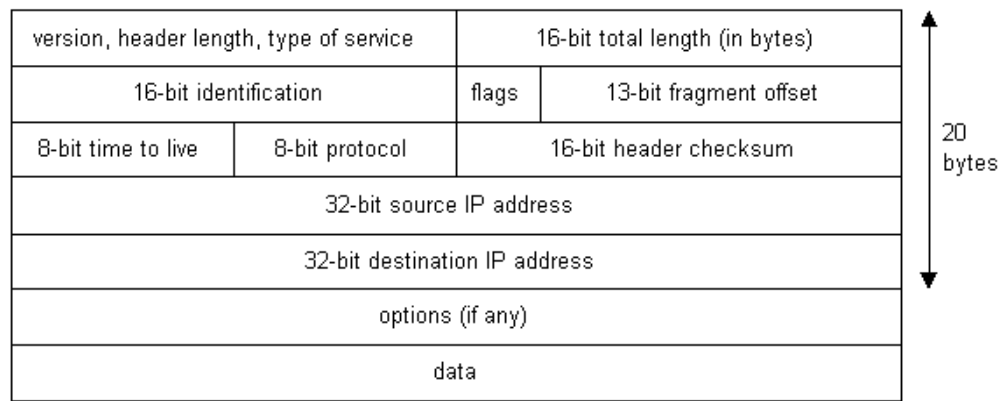 version, header length, type of service
16-bit total length (in bytes)
16-bit identification
flags
13-bit fragment offset
8-bit time to live
8-bit protocol
16-bit header checksum
20
bytes
32-bit source IP address
32-bit destination IP address
options (if any)
data